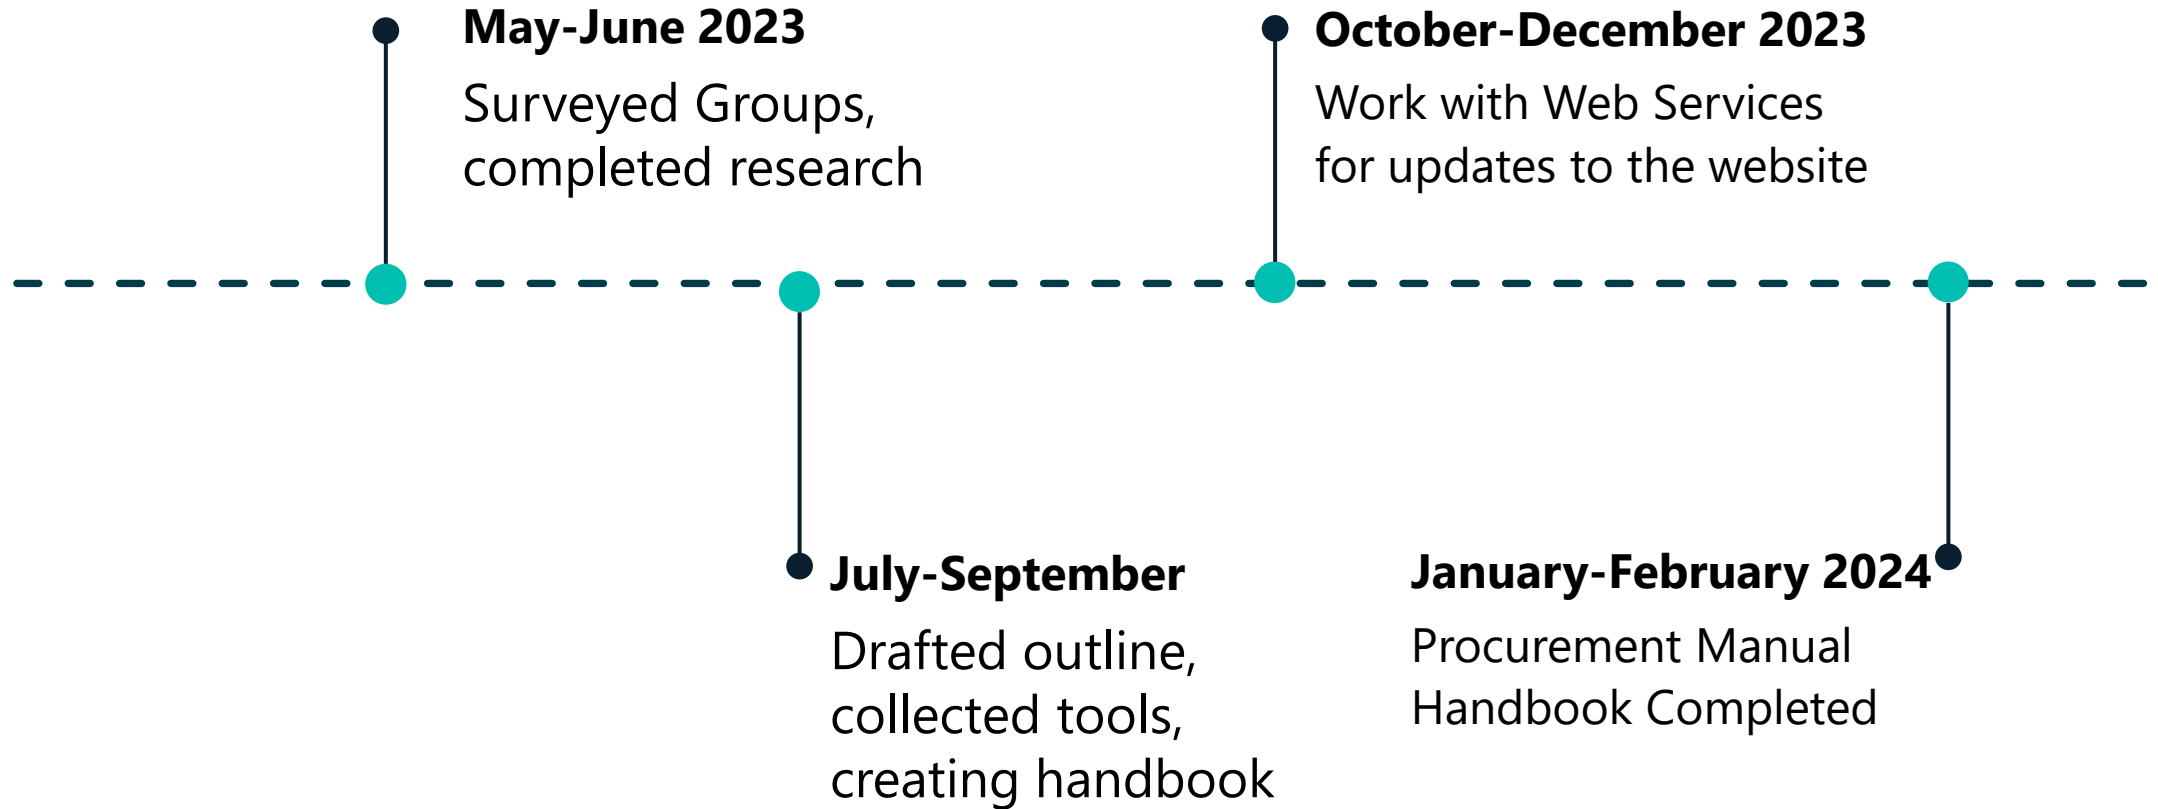 May-June 2023
Surveyed Groups,
completed research
July-September
Drafted outline,
collected tools,
creating handbook
October-December 2023
Work with Web Services
for updates to the website
January-February 2024
Procurement Manual
Handbook Completed